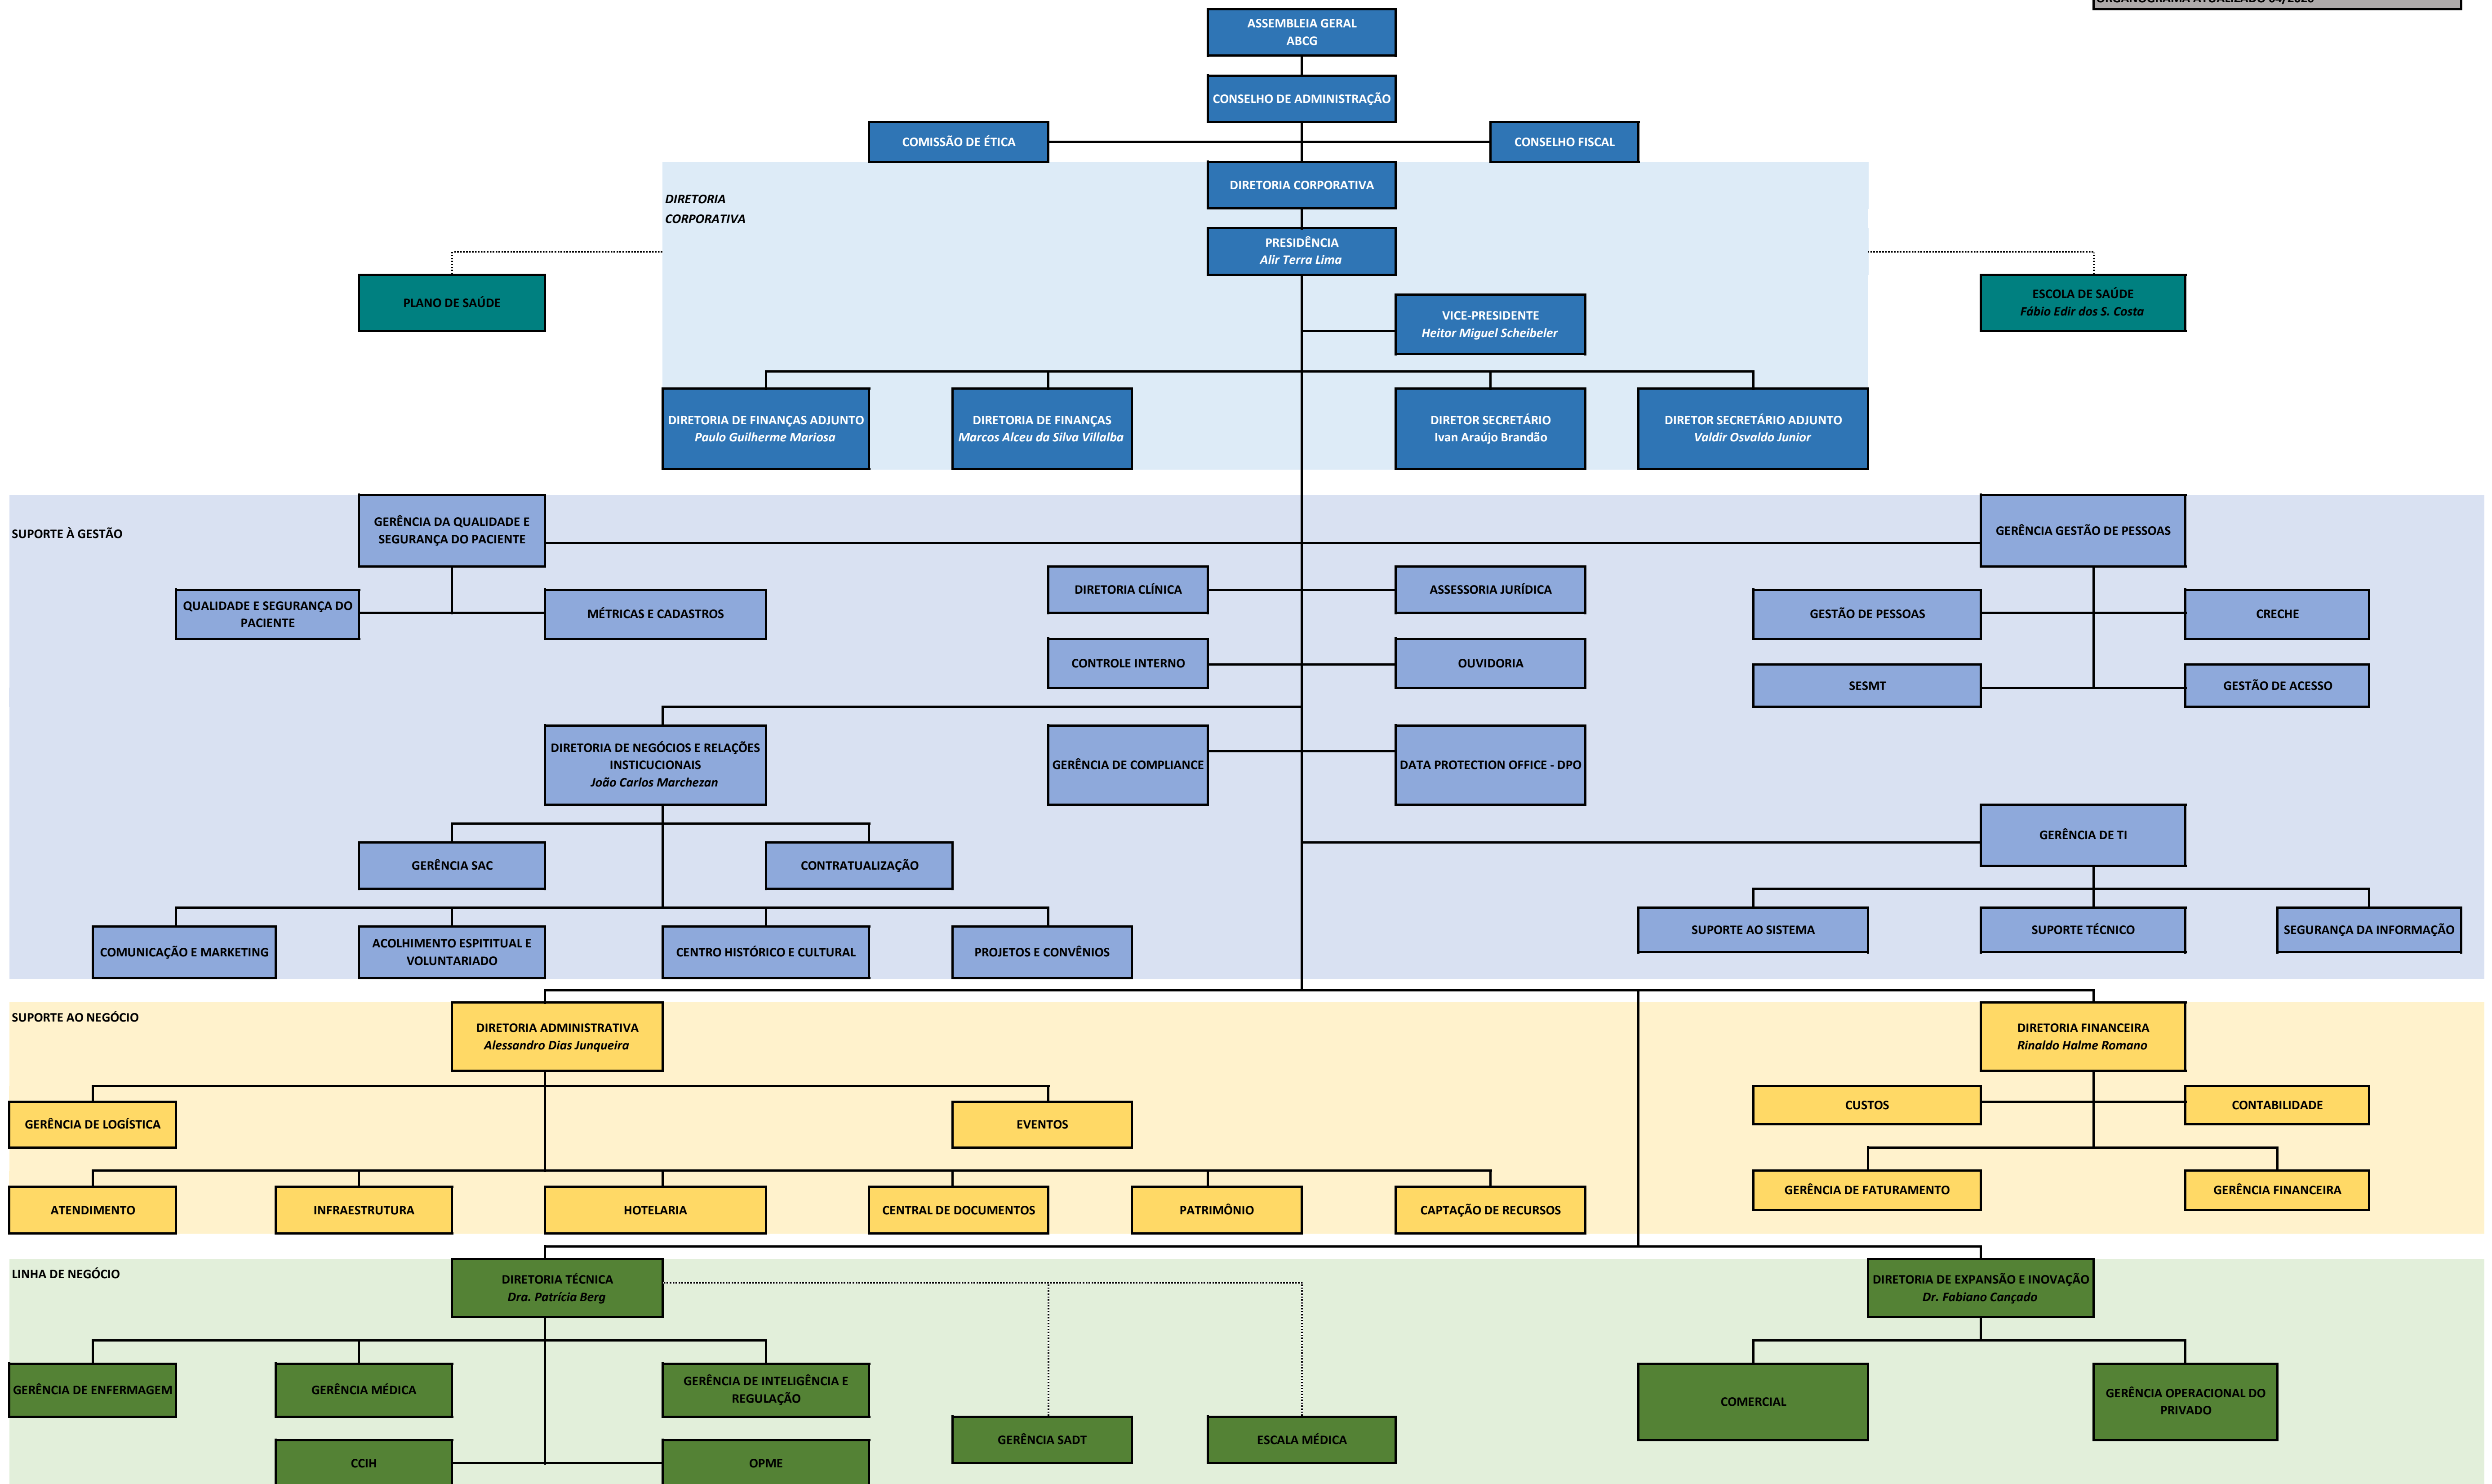 ORGANOGRAMA ATUALIZADO 04/2026
ASSEMBLEIA GERAL
ABCG
CONSELHO DE ADMINISTRAÇÃO
COMISSÃO DE ÉTICA
CONSELHO FISCAL
DIRETORIA
CORPORATIVA
DIRETORIA CORPORATIVA
PRESIDÊNCIA
Alir Terra Lima
PLANO DE SAÚDE
VICE-PRESIDENTE
Heitor Miguel Scheibeler
ESCOLA DE SAÚDE
Fábio Edir dos S. Costa
DIRETORIA DE FINANÇAS ADJUNTO
Paulo Guilherme Mariosa
DIRETORIA DE FINANÇAS
Marcos Alceu da Silva Villalba
DIRETOR SECRETÁRIO
Ivan Araújo Brandão
DIRETOR SECRETÁRIO ADJUNTO
Valdir Osvaldo Junior
SUPORTE À GESTÃO
GERÊNCIA DA QUALIDADE E
SEGURANÇA DO PACIENTE
GERÊNCIA GESTÃO DE PESSOAS
QUALIDADE E SEGURANÇA DO
PACIENTE
MÉTRICAS E CADASTROS
DIRETORIA CLÍNICA
ASSESSORIA JURÍDICA
GESTÃO DE PESSOAS
CRECHE
CONTROLE INTERNO
OUVIDORIA
SESMT
GESTÃO DE ACESSO
DIRETORIA DE NEGÓCIOS E RELAÇÕES
INSTICUCIONAIS
João Carlos Marchezan
GERÊNCIA DE COMPLIANCE
DATA PROTECTION OFFICE - DPO
GERÊNCIA DE TI
GERÊNCIA SAC
CONTRATUALIZAÇÃO
COMUNICAÇÃO E MARKETING
ACOLHIMENTO ESPITITUAL E
VOLUNTARIADO
CENTRO HISTÓRICO E CULTURAL
PROJETOS E CONVÊNIOS
SUPORTE AO SISTEMA
SUPORTE TÉCNICO
SEGURANÇA DA INFORMAÇÃO
SUPORTE AO NEGÓCIO
DIRETORIA ADMINISTRATIVA
Alessandro Dias Junqueira
DIRETORIA FINANCEIRA
Rinaldo Halme Romano
GERÊNCIA DE LOGÍSTICA
EVENTOS
CUSTOS
CONTABILIDADE
ATENDIMENTO
INFRAESTRUTURA
HOTELARIA
CENTRAL DE DOCUMENTOS
PATRIMÔNIO
CAPTAÇÃO DE RECURSOS
GERÊNCIA DE FATURAMENTO
GERÊNCIA FINANCEIRA
LINHA DE NEGÓCIO
DIRETORIA TÉCNICA
Dra. Patrícia Berg
DIRETORIA DE EXPANSÃO E INOVAÇÃO
Dr. Fabiano Cançado
GERÊNCIA DE ENFERMAGEM
GERÊNCIA MÉDICA
GERÊNCIA DE INTELIGÊNCIA E
REGULAÇÃO
COMERCIAL
GERÊNCIA OPERACIONAL DO
PRIVADO
GERÊNCIA SADT
ESCALA MÉDICA
CCIH
OPME